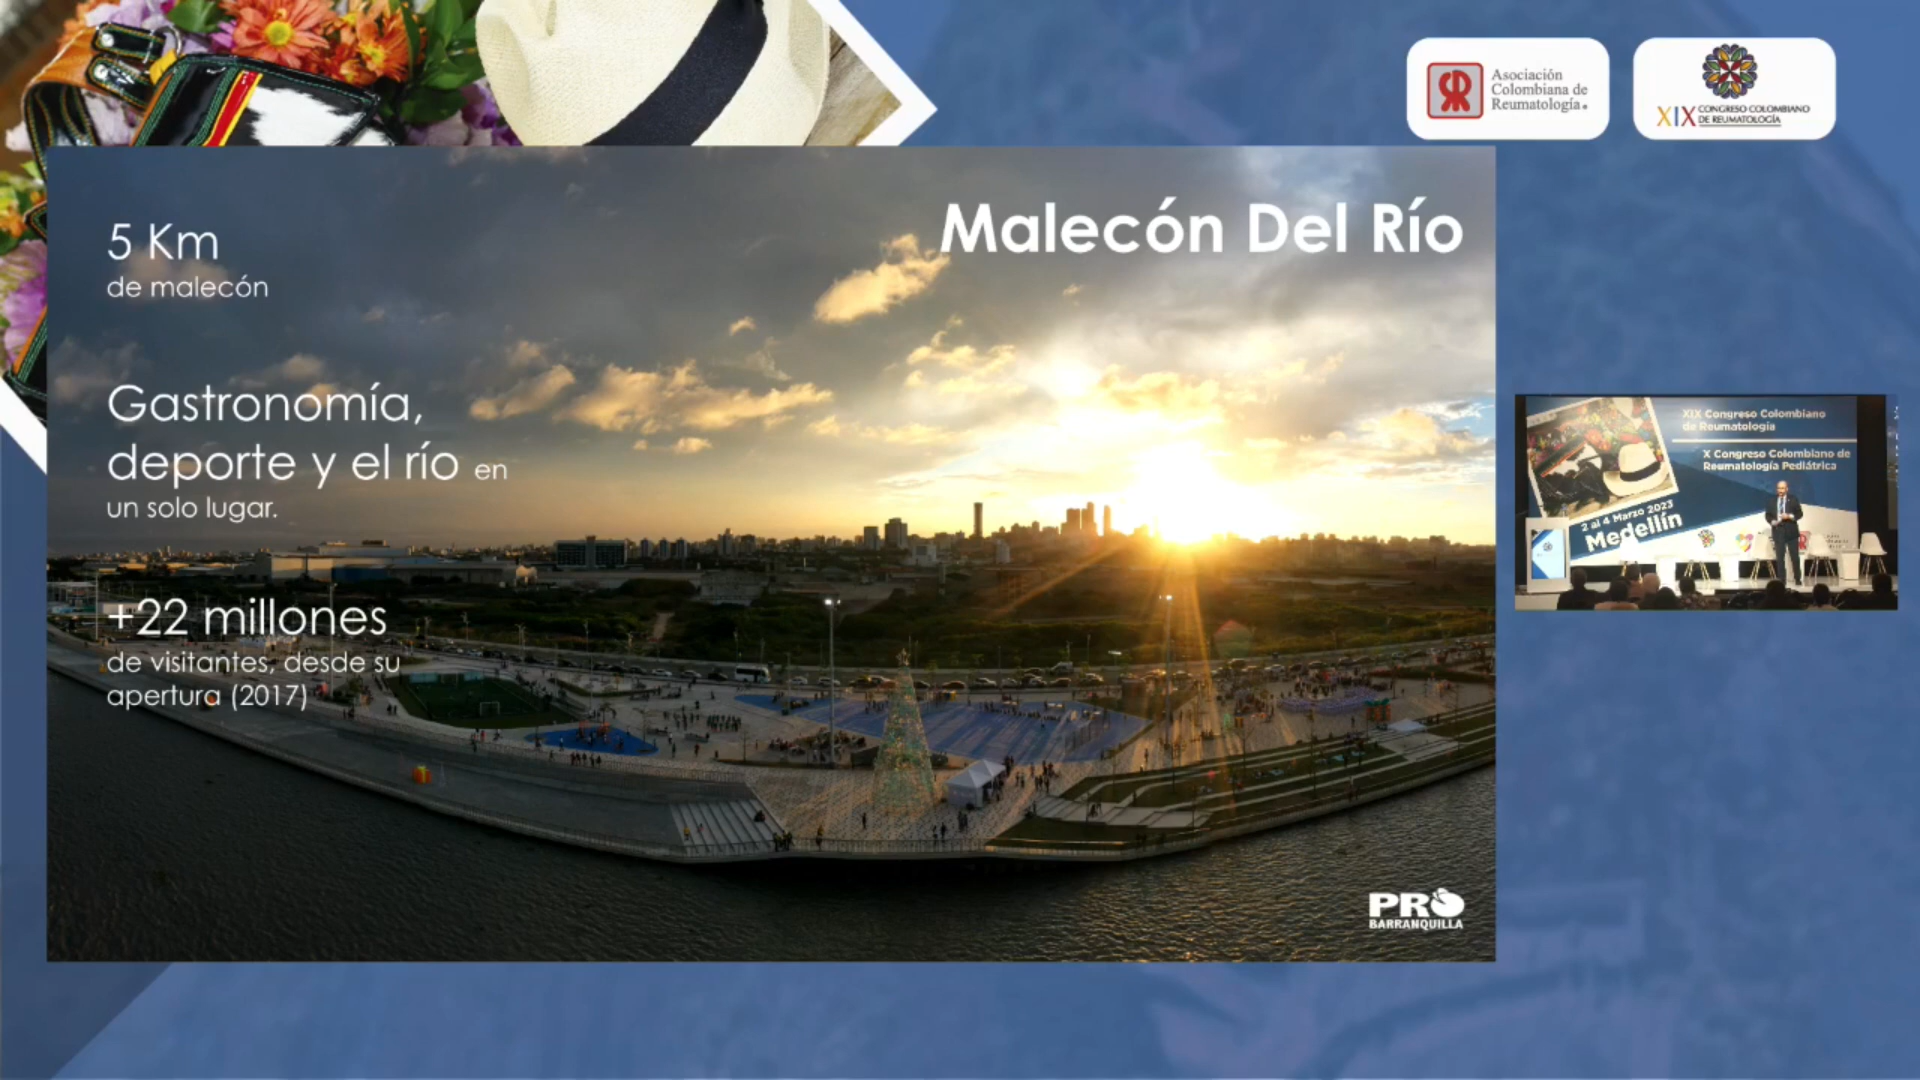 Asociación
Colombiana de
Reumatología.
XIX CONGRESO COLOMBIANO
DE REUMATOLOGÍA
Malecón Del Río
5 Km
de malecón
Gastronomía,
deporte y el río en
un solo lugar.
+22 millones
de visitantes, desde su
apertura (2017)
PRO
BARRANQUILLA
XIX Congreso Colombiano
de Reumatología
X Congreso Colombiano de
Reumatología Pediátrica
2 al 4 Marzo 2023
Medellín